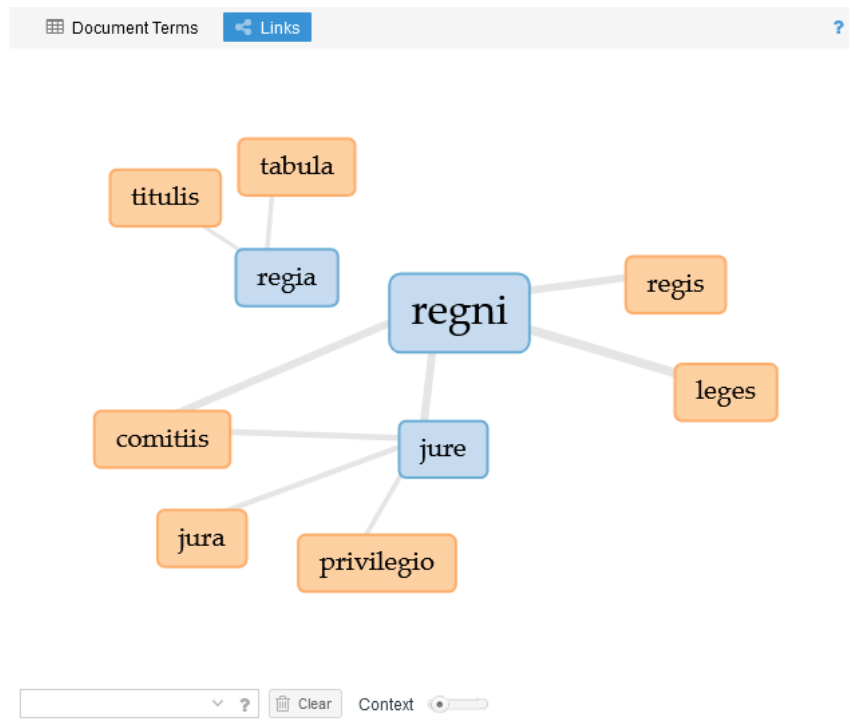 Document Terms Links ?
tabula
titulis
regia
regis
regni
leges
comitiis
jure
jura
privilegio
? Clear Context